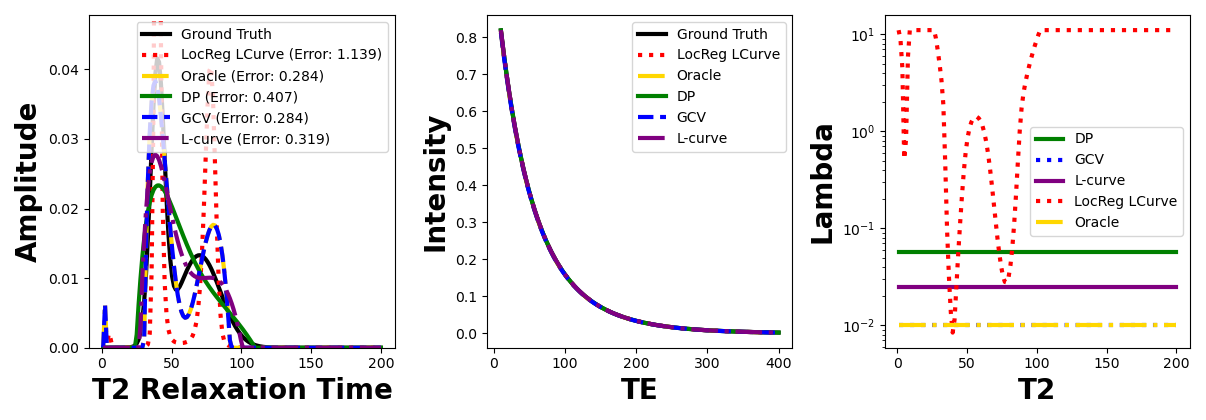 Amplitude
0.04
0.03
0.02
0.01
0.00
Ground Truth
LocReg LCurve (Error: 1.139)
Oracle (Error: 0.284)
DP (Error: 0.407)
GCV (Error: 0.284)
L-curve (Error: 0.319)
0 50 100 150 200
T2 Relaxation Time
Intensity
0.8
0.7
0.6
0.5
0.4
0.3
0.2
0.1
0.0
Ground Truth
LocReg LCurve
Oracle
DP
GCV
L-curve
0 100 200 300 400
TE
Lambda
10¹
10⁰
10⁻¹
10⁻²
DP
GCV
L-curve
LocReg LCurve
Oracle
0 50 100 150 200
T2